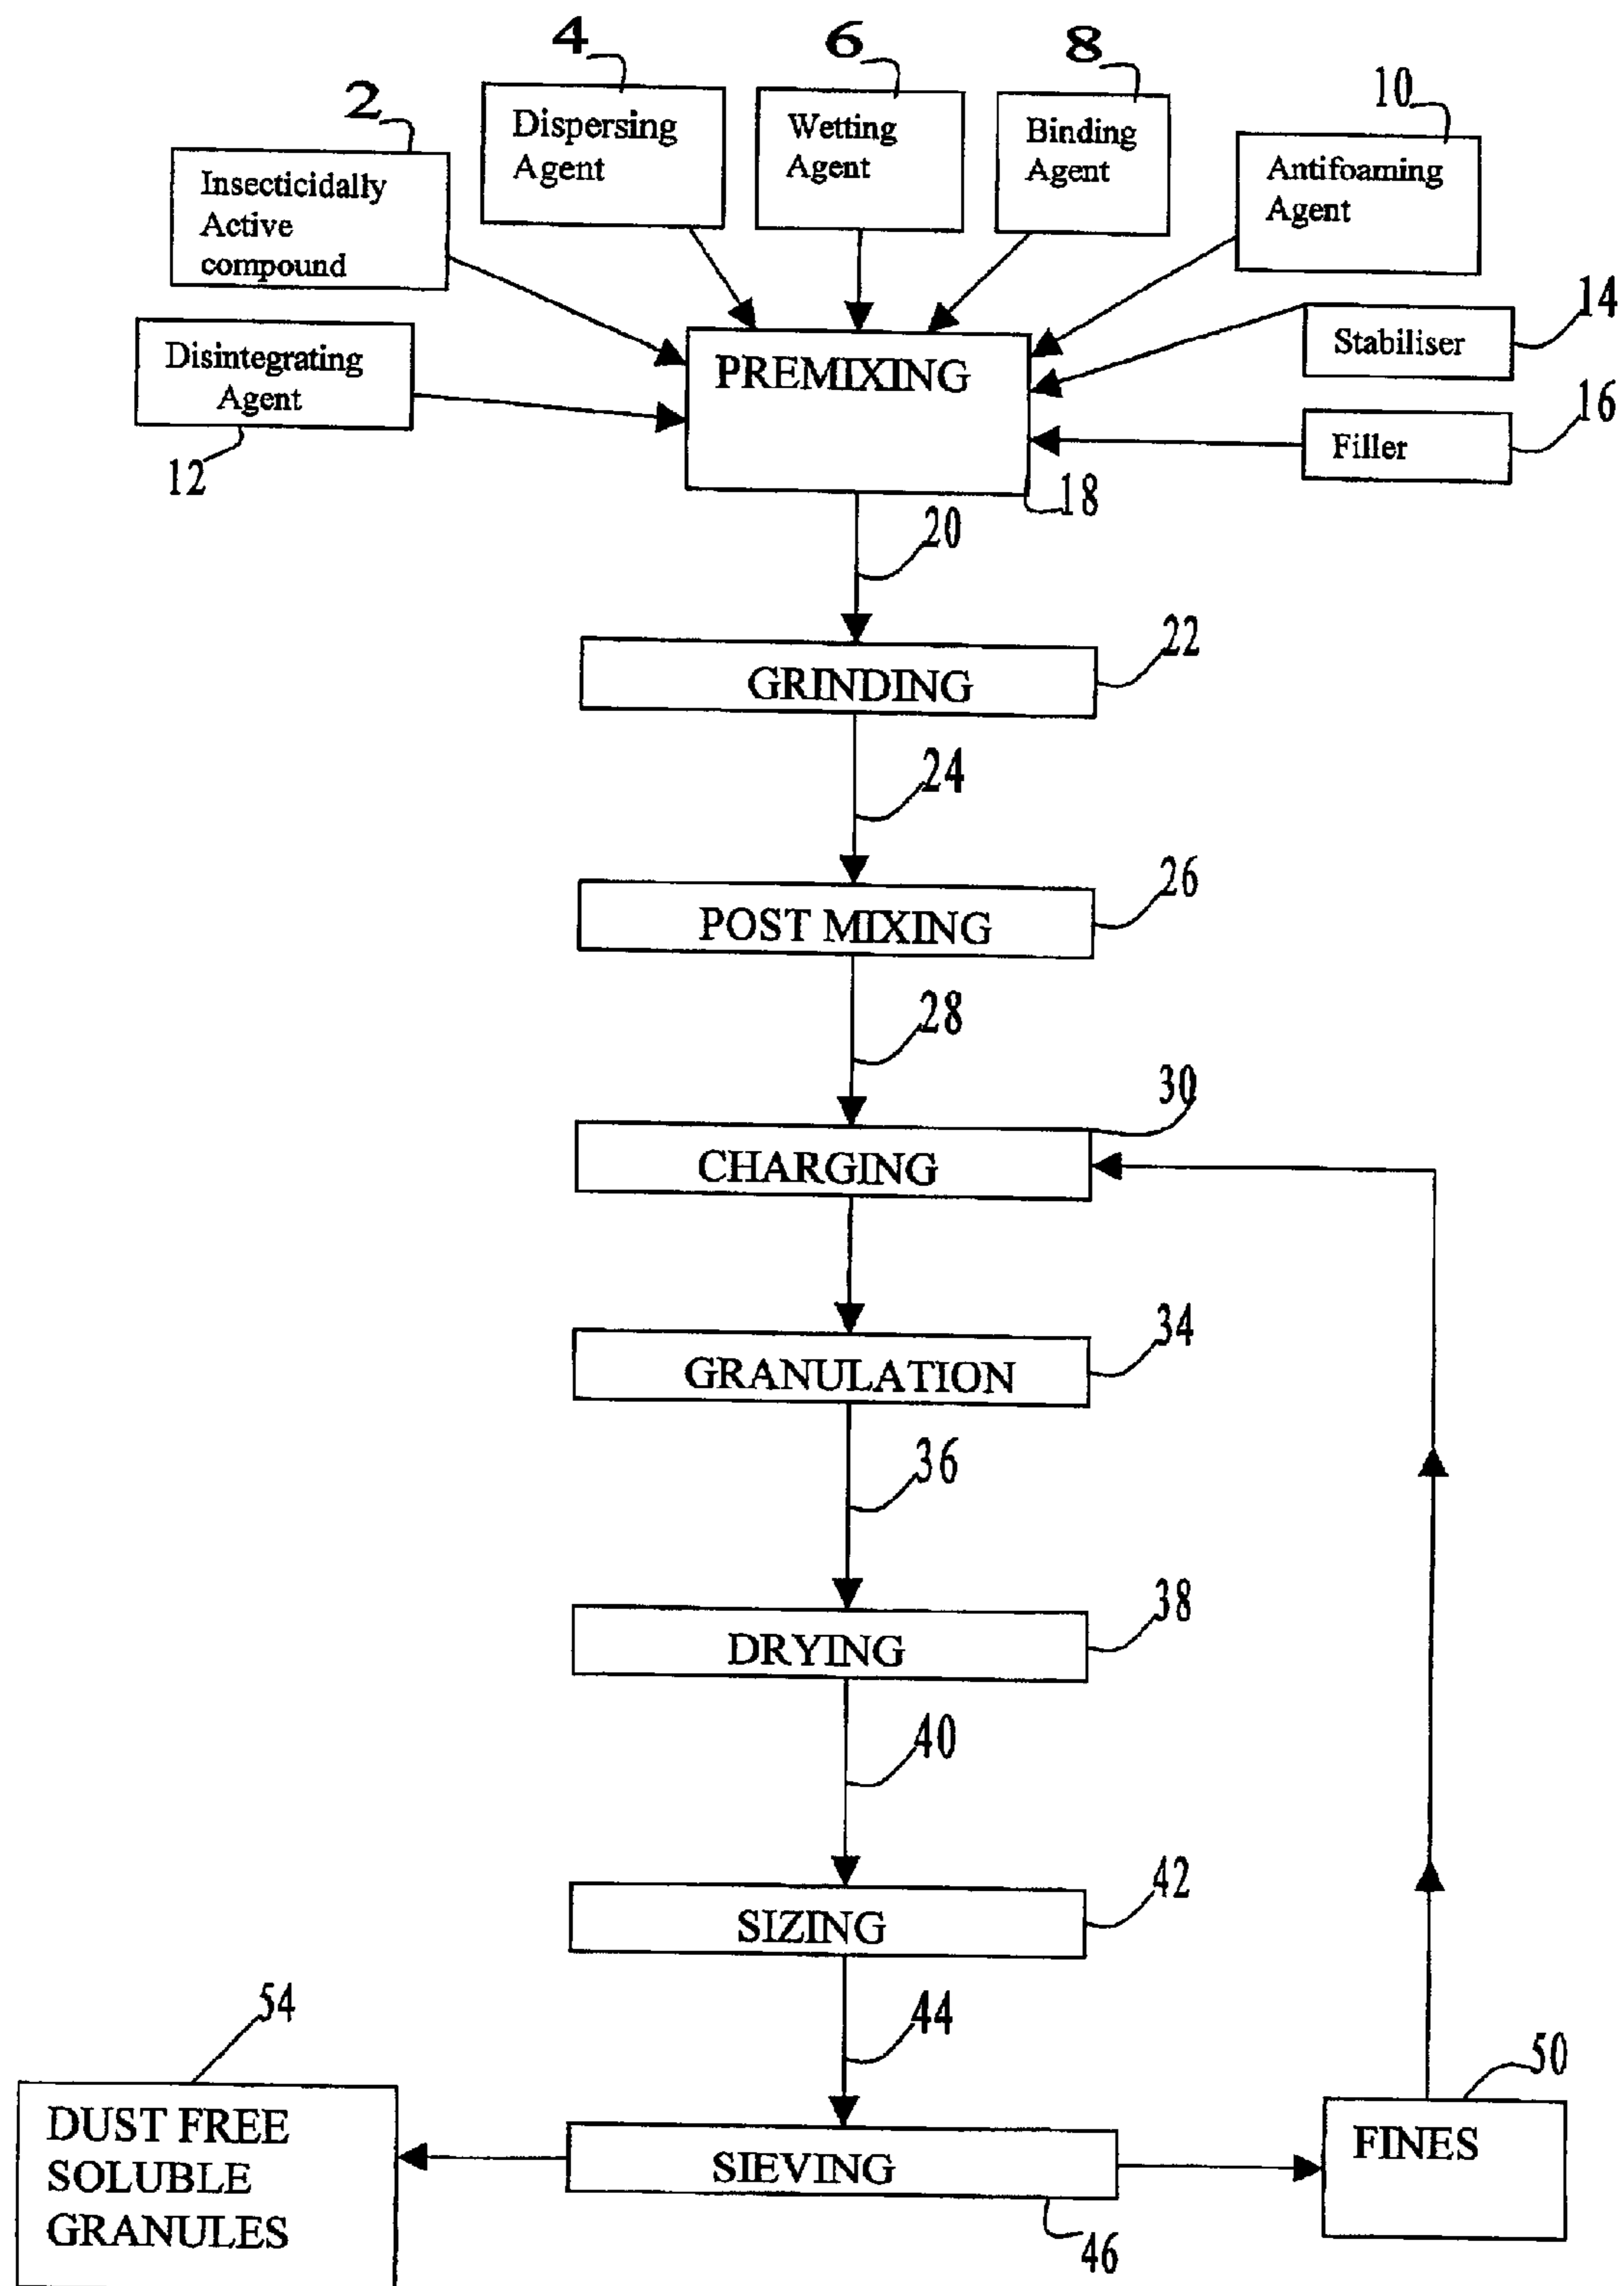 4
6
8
2
10
Dispersing
Agent
Wetting
Agent
Binding
Agent
Antifoaming
Agent
Insecticidally
Active
compound
14
Stabiliser
Disintegrating
Agent
PREMIXING
16
Filler
12
18
20
22
GRINDING
24
26
POST MIXING
28
30
CHARGING
34
GRANULATION
36
38
DRYING
40
42
SIZING
44
54
50
DUST FREE
SOLUBLE
GRANULES
SIEVING
FINES
46